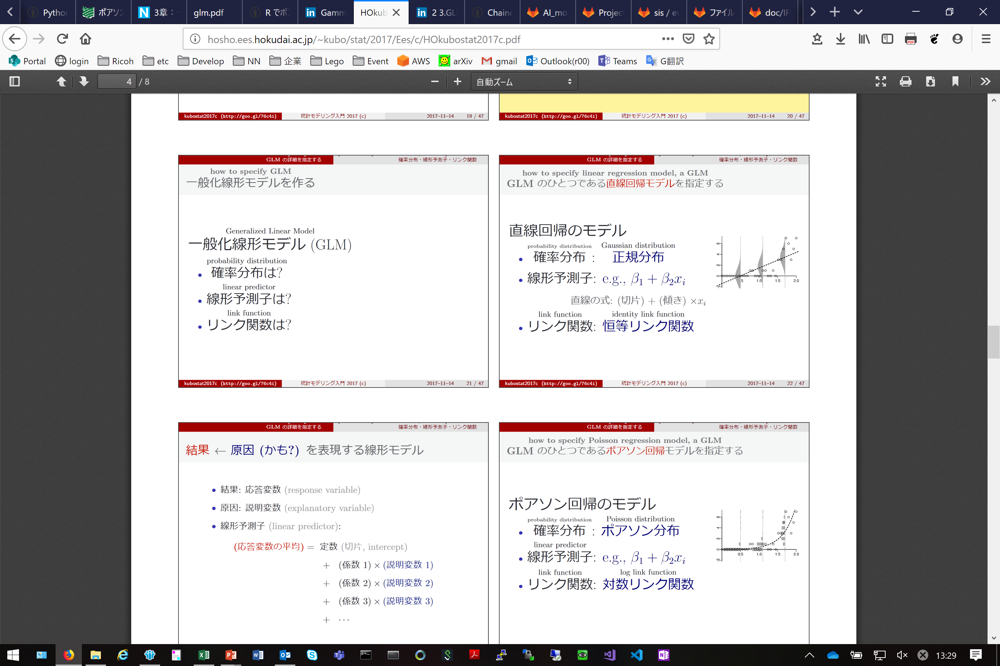 Python
ポアソン
3章：
glm.pdf
R でポア
Gamm
HOkub
2 3.GL
Chaine
AI_mo
Projec
sis / ev
ファイル
doc/IF
hosho.ees.hokudai.ac.jp/~kubo/stat/2017/Ees/c/HOkubostat2017c.pdf
Portal login Ricoh etc Develop NN 企業 Lego Event AWS arXiv gmail Outlook(r00) Teams G翻訳
4 / 8
自動ズーム
kubostat2017c (http://goo.gl/76c4i) 統計モデリング入門 2017 (c) 2017–11–14 19 / 47
kubostat2017c (http://goo.gl/76c4i) 統計モデリング入門 2017 (c) 2017–11–14 20 / 47
GLM の詳細を指定する 確率分布・線形予測子・リンク関数
how to specify GLM
一般化線形モデルを作る
Generalized Linear Model
一般化線形モデル (GLM)
probability distribution
• 確率分布は?
linear predictor
• 線形予測子は?
link function
• リンク関数は?
kubostat2017c (http://goo.gl/76c4i) 統計モデリング入門 2017 (c) 2017–11–14 21 / 47
GLM の詳細を指定する 確率分布・線形予測子・リンク関数
how to specify linear regression model, a GLM
GLM のひとつである直線回帰モデルを指定する
直線回帰のモデル
probability distribution Gaussian distribution
• 確率分布 : 正規分布
• 線形予測子: e.g., β₁ + β₂xᵢ
直線の式: (切片) + (傾き) ×xᵢ
link function identity link function
• リンク関数: 恒等リンク関数
6
4
2
0
-2
.5 1.0 1.5 2.0
kubostat2017c (http://goo.gl/76c4i) 統計モデリング入門 2017 (c) 2017–11–14 22 / 47
GLM の詳細を指定する 確率分布・線形予測子・リンク関数
結果 ← 原因 (かも?) を表現する線形モデル
• 結果: 応答変数 (response variable)
• 原因: 説明変数 (explanatory variable)
• 線形予測子 (linear predictor):
(応答変数の平均) = 定数 (切片, intercept)
+ (係数 1) × (説明変数 1)
+ (係数 2) × (説明変数 2)
+ (係数 3) × (説明変数 3)
+ ⋯
GLM の詳細を指定する 確率分布・線形予測子・リンク関数
how to specify Poisson regression model, a GLM
GLM のひとつであるポアソン回帰モデルを指定する
ポアソン回帰のモデル
probability distribution Poisson distribution
• 確率分布 : ポアソン分布
linear predictor
• 線形予測子: e.g., β₁ + β₂xᵢ
link function log link function
• リンク関数: 対数リンク関数
6
4
2
0
-2
0.5 1.0 1.5 2.0
13:29